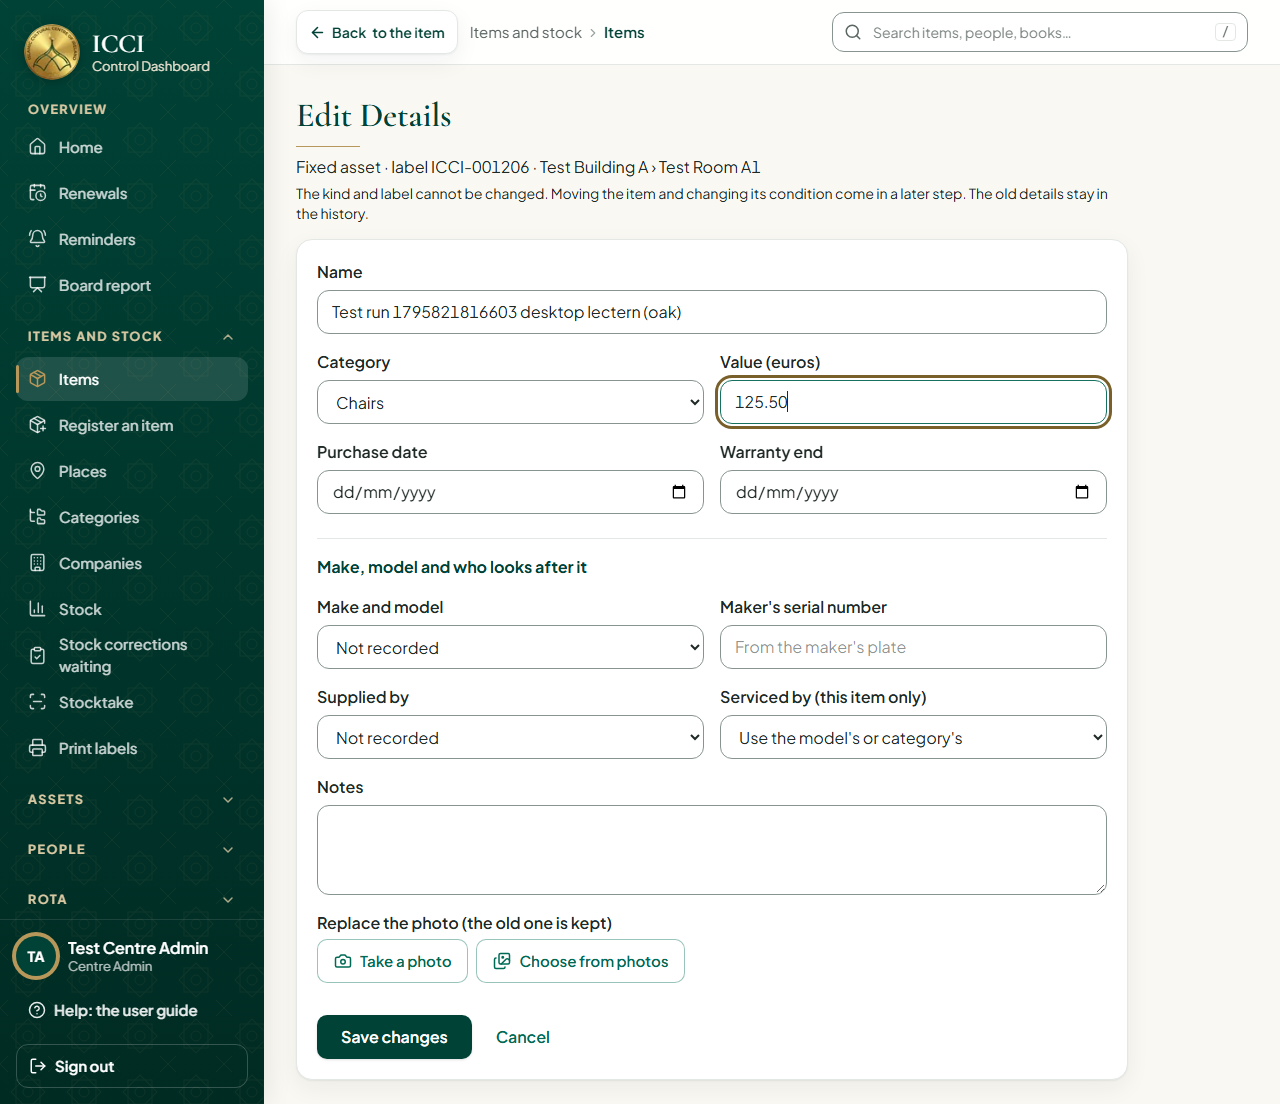 ICCI
Control Dashboard
OVERVIEW
Home
Renewals
Reminders
Board report
ITEMS AND STOCK
Items
Register an item
Places
Categories
Companies
Stock
Stock corrections
waiting
Stocktake
Print labels
ASSETS
PEOPLE
ROTA
TA
Test Centre Admin
Centre Admin
Help: the user guide
Sign out
Back to the item
Items and stock › Items
Search items, people, books…
/
Edit Details
Fixed asset · label ICCI-001206 · Test Building A › Test Room A1
The kind and label cannot be changed. Moving the item and changing its condition come in a later step. The old details stay in
the history.
Name
Test run 1795821816603 desktop lectern (oak)
Category
Value (euros)
Chairs
125.50
Purchase date
Warranty end
dd/mm/yyyy
dd/mm/yyyy
Make, model and who looks after it
Make and model
Maker's serial number
Not recorded
From the maker's plate
Supplied by
Serviced by (this item only)
Not recorded
Use the model's or category's
Notes
Replace the photo (the old one is kept)
Take a photo
Choose from photos
Save changes
Cancel